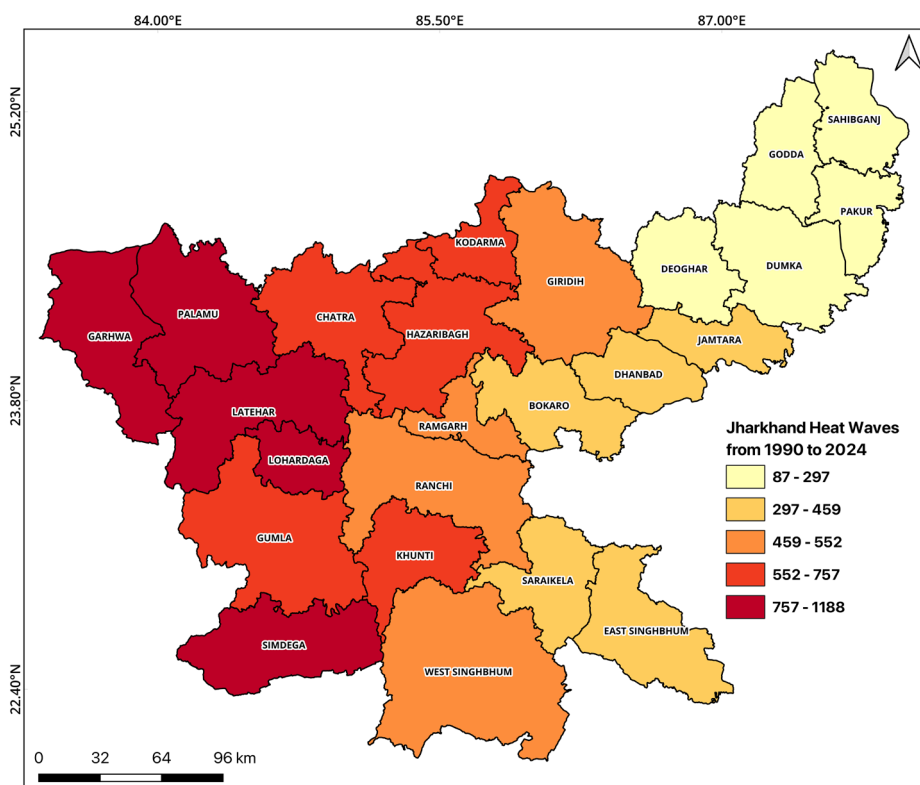 84.00°E 85.50°E 87.00°E
25.20°N
23.80°N
22.40°N
SAHIBGANJ
GODDA
PAKUR
KODARMA
DEOGHAR
DUMKA
GIRIDIH
PALAMU
CHATRA
GARHWA
HAZARIBAGH
JAMTARA
DHANBAD
BOKARO
LATEHAR
RAMGARH
LOHARDAGA
RANCHI
GUMLA
KHUNTI
SARAIKELA
EAST SINGHBHUM
SIMDEGA
WEST SINGHBHUM
Jharkhand Heat Waves
from 1990 to 2024
87 - 297
297 - 459
459 - 552
552 - 757
757 - 1188
0 32 64 96 km